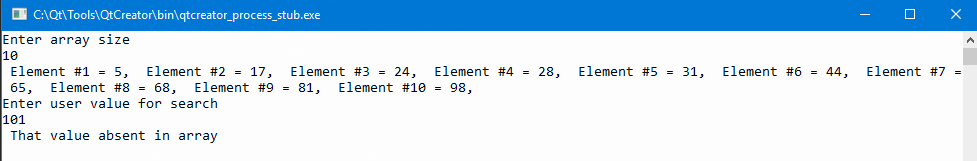 C:\Qt\Tools\QtCreator\bin\qtcreator_process_stub.exe
Enter array size
10
Element #1 = 5,  Element #2 = 17,  Element #3 = 24,  Element #4 = 28,  Element #5 = 31,  Element #6 = 44,  Element #7 =
65,  Element #8 = 68,  Element #9 = 81,  Element #10 = 98,
Enter user value for search
101
That value absent in array